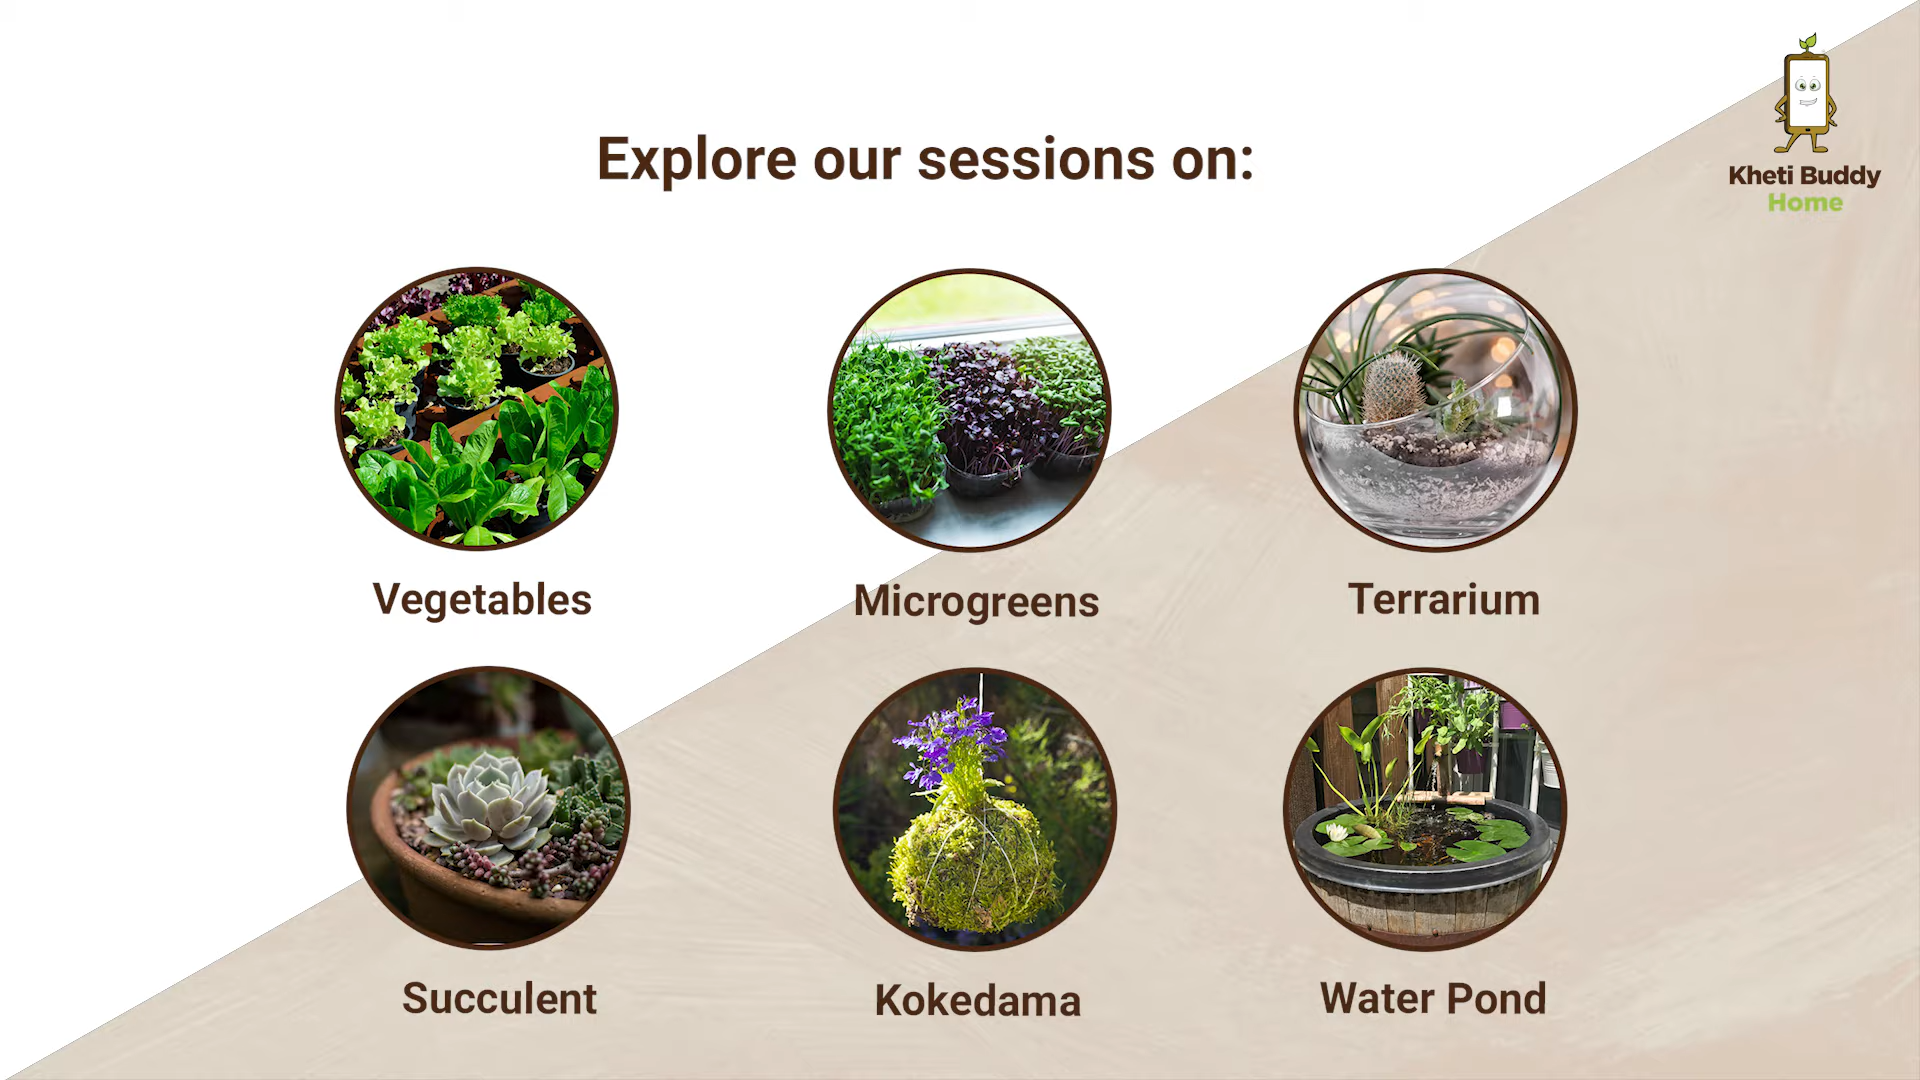 Explore our sessions on:
Kheti Buddy
Home
Vegetables
Microgreens
Terrarium
Succulent
Kokedama
Water Pond